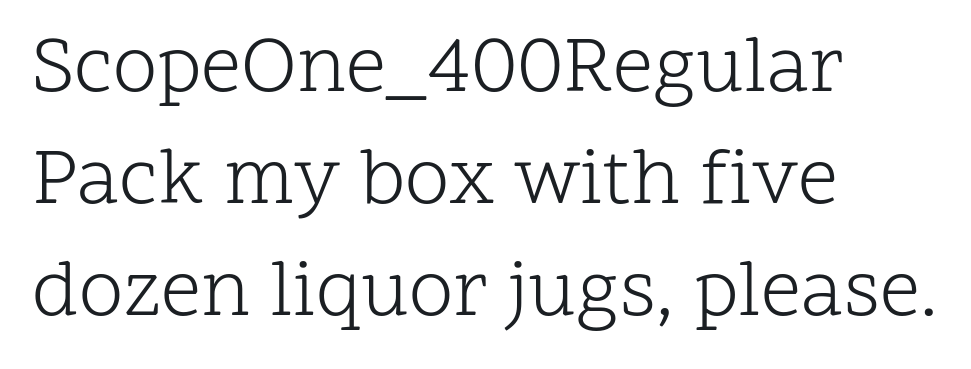 ScopeOne_400Regular
Pack my box with five
dozen liquor jugs, please.